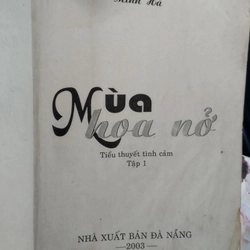 Minh Hà
Mùa
hoa nở
Tiểu thuyết tình cảm
Tập 1
NHÀ XUẤT BẢN ĐÀ NẴNG
—2003—